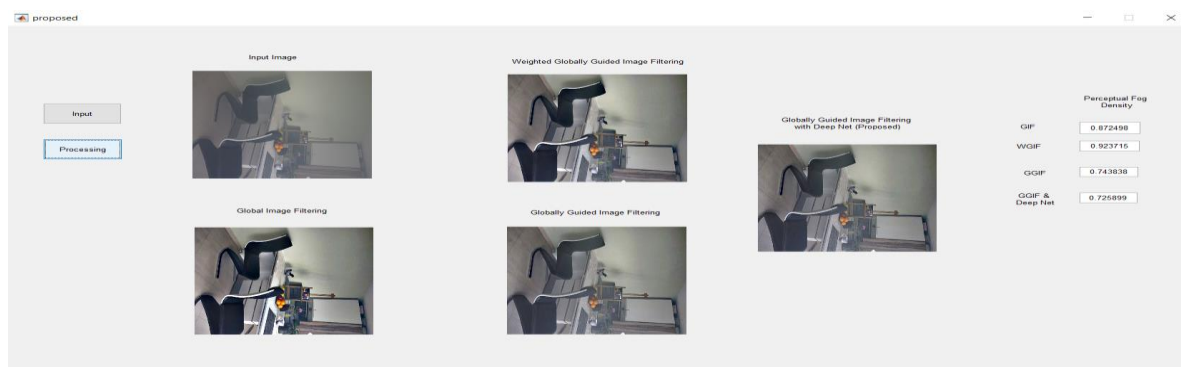 proposed
Input Image
Weighted Globally Guided Image Filtering
Input
Processing
Globally Guided Image Filtering
with Deep Net (Proposed)
Perceptual Fog
Density
GIF
0.872498
WGIF
0.923715
GGIF
0.743838
GGIF &
Deep Net
0.725899
Global Image Filtering
Globally Guided Image Filtering